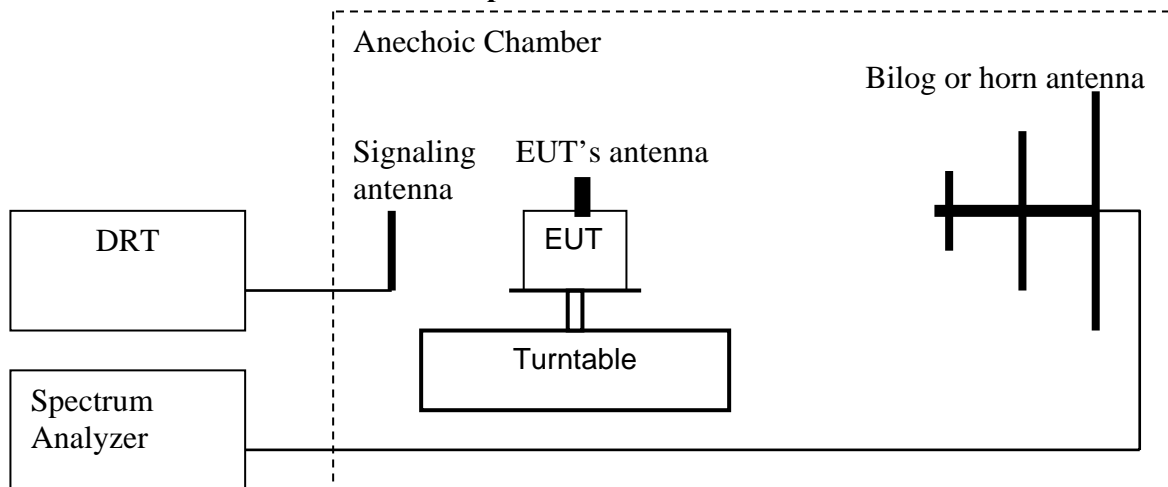 Anechoic Chamber
Bilog or horn antenna
Signaling
antenna
EUT's antenna
DRT
EUT
Turntable
Spectrum
Analyzer